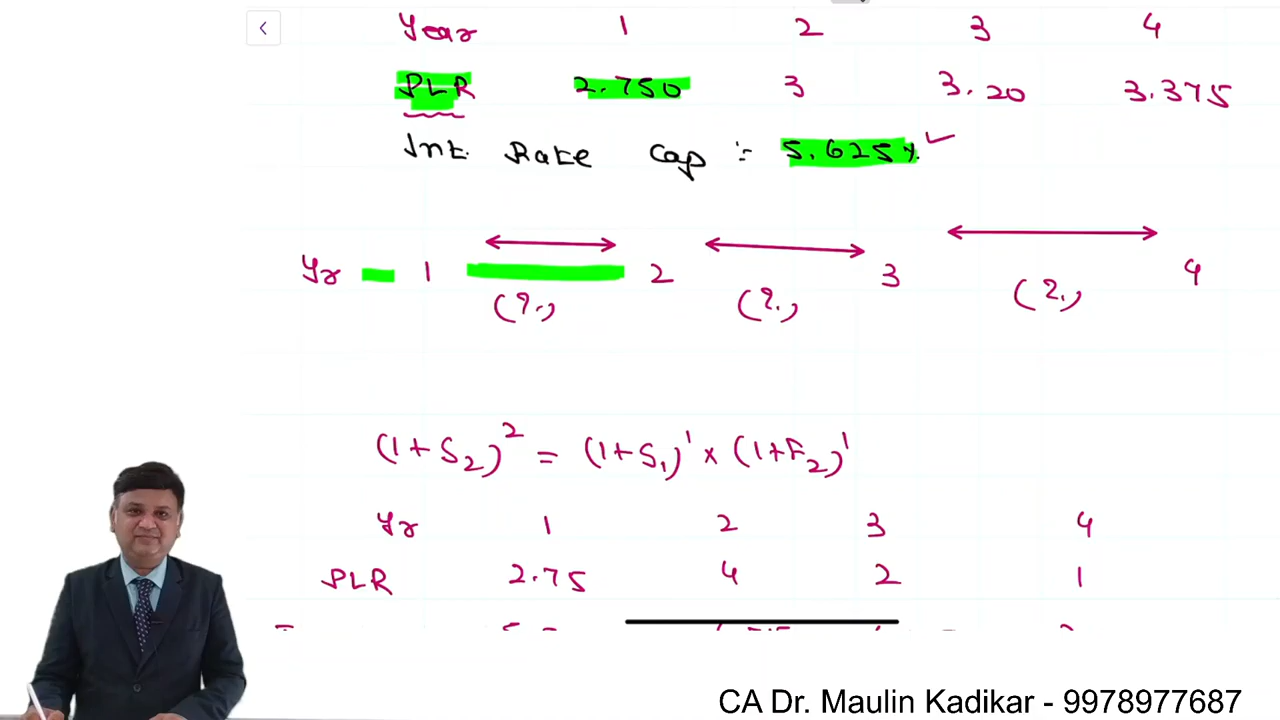 Year 1 2 3 4
PLR 2.750 3 3.20 3.375
Int. Rate Cap :- 5.625%
Yr 1 2 3 4
(?.) (?.) (?.)
(1+S₂)² = (1+S₁)¹ × (1+F₂)¹
Yr 1 2 3 4
PLR 2.75 4 2 1
CA Dr. Maulin Kadikar - 9978977687